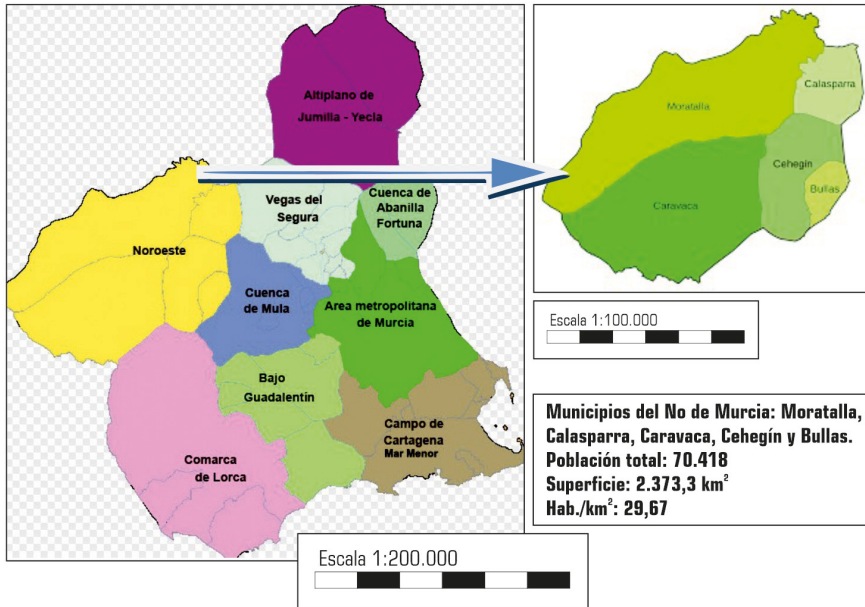 Altiplano de
Jumilla - Yecla
Vegas del
Segura
Cuenca de
Abanilla
Fortuna
Noroeste
Cuenca
de Mula
Area metropolitana
de Murcia
Bajo
Guadalentín
Campo de
Cartagena
Mar Menor
Comarca
de Lorca
Escala 1:200.000
Calasparra
Moratalla
Cehegín
Bullas
Caravaca
Escala 1:100.000
Municipios del No de Murcia: Moratalla,
Calasparra, Caravaca, Cehegín y Bullas.
Población total: 70.418
Superficie: 2.373,3 km²
Hab./km²: 29,67